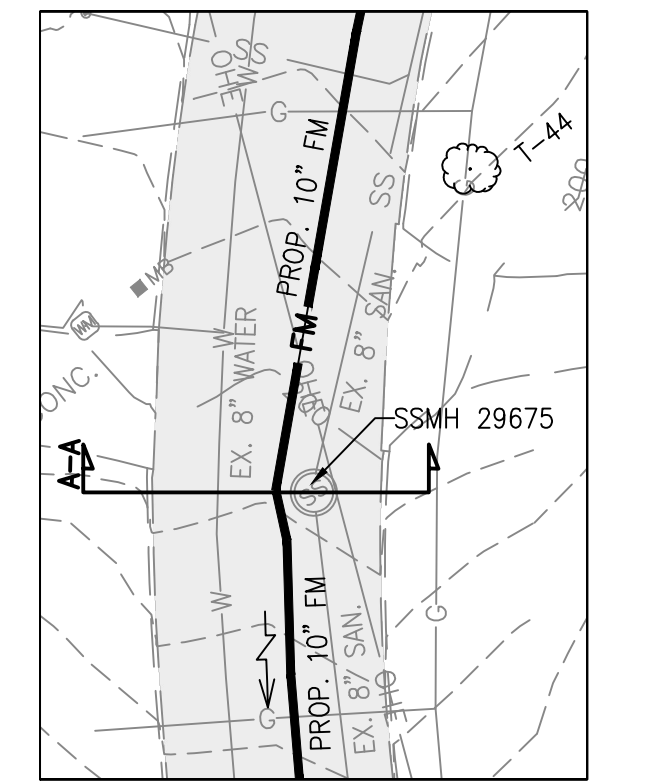 SS
OHE
W
G
T-44
PROP. 10" FM
SS
200
MB
WM
FM
W
EX. 8" WATER
EX. 8" SAN.
OHE
CONC.
SSMH 29675
A-A
SS
W
G
PROP. 10" FM
EX. 8" SAN.
OHE
G